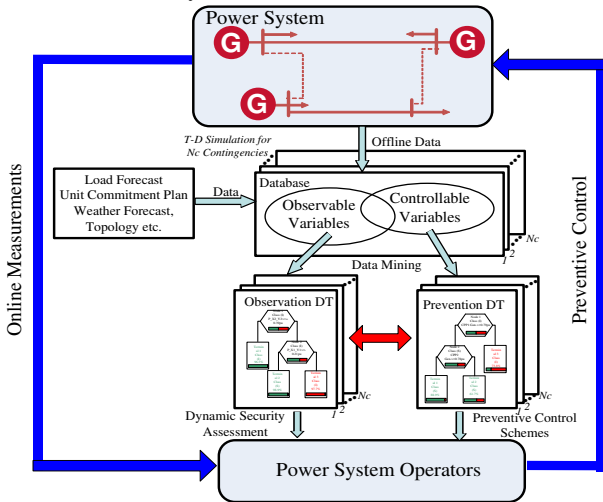 Power System
G
G
G
T-D Simulation for
Nc Contingencies
Offline Data
Load Forecast
Unit Commitment Plan
Weather Forecast,
Topology etc.
Data
Database
Observable
Variables
Controllable
Variables
1
2
Nc
Data Mining
Online Measurements
Preventive Control
Observation DT
1
2
Nc
Prevention DT
1
2
Nc
Dynamic Security
Assessment
Preventive Control
Schemes
Power System Operators